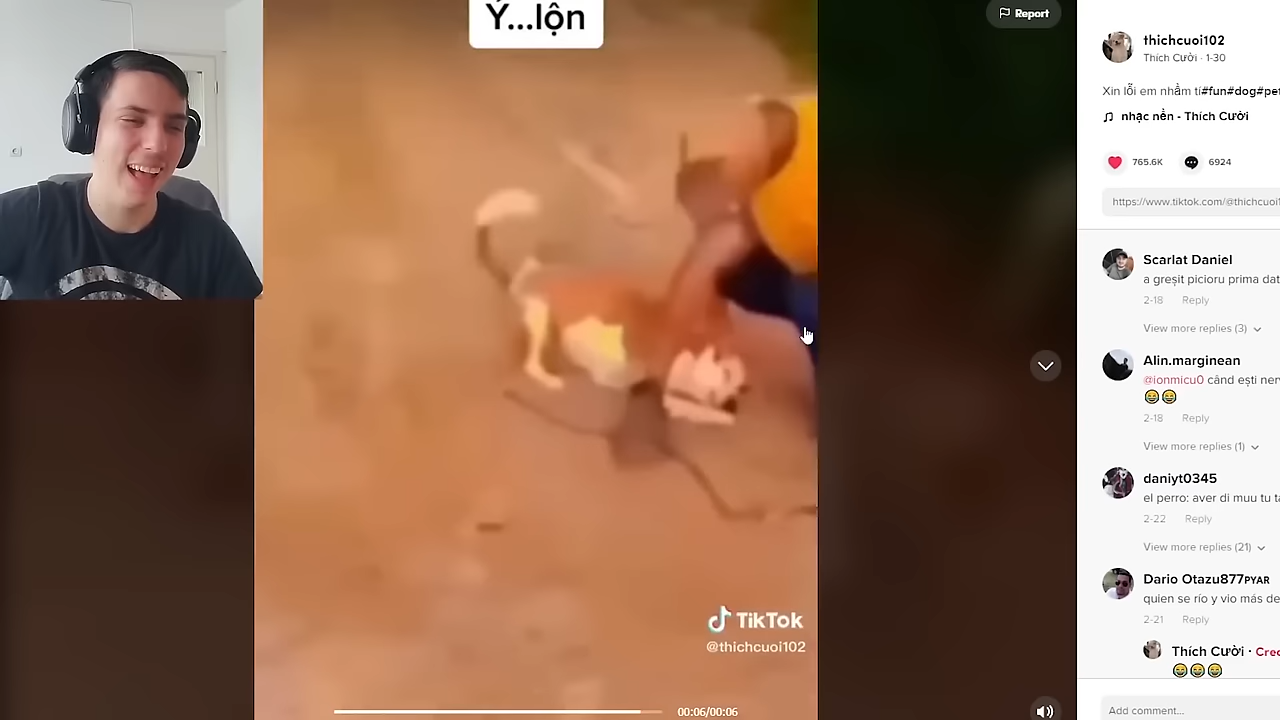 Ý...lộn
Report
thichcuoi102
Thích Cười · 1-30
Xin lỗi em nhầm tí#fun#dog#pet
nhạc nền - Thích Cười
765.6K
6924
https://www.tiktok.com/@thichcuoi1
Scarlat Daniel
a greșit picioru prima dat
2-18 Reply
View more replies (3)
Alin.marginean
@ionmicu0 când ești ner
😂😂
2-18 Reply
View more replies (1)
daniyt0345
el perro: aver di muu tu t
2-22 Reply
View more replies (21)
Dario Otazu877PYAR
quien se río y vio más de
2-21 Reply
Thích Cười · Cre
😂😂😂
Add comment...
TikTok
@thichcuoi102
00:06/00:06